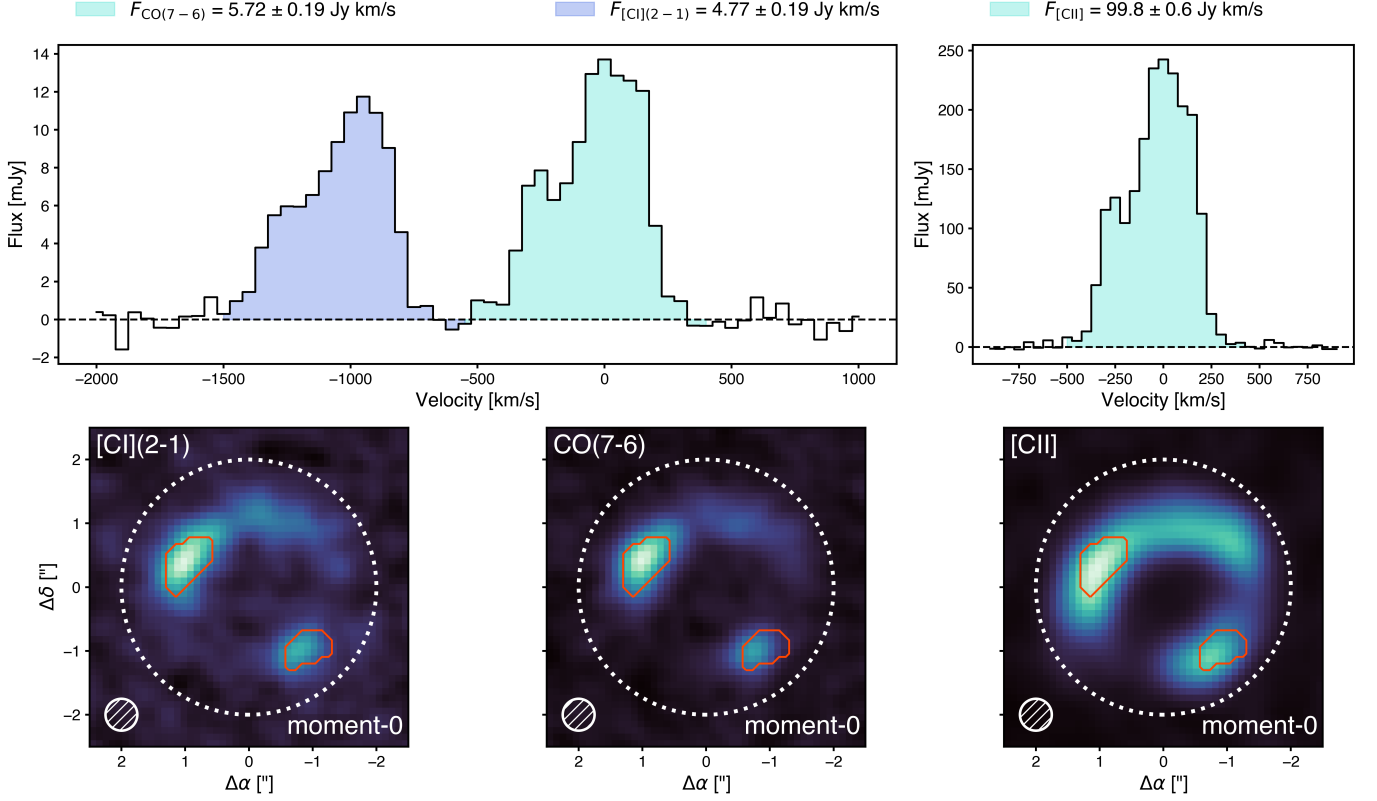 F_CO(7−6) = 5.72 ± 0.19 Jy km/s
F_[CI](2−1) = 4.77 ± 0.19 Jy km/s
F_[CII] = 99.8 ± 0.6 Jy km/s
14
12
10
8
6
4
2
0
−2
Flux [mJy]
−2000 −1500 −1000 −500 0 500 1000
Velocity [km/s]
250
200
150
100
50
0
Flux [mJy]
−750 −500 −250 0 250 500 750
Velocity [km/s]
[CI](2-1)
2
1
0
−1
−2
Δδ ["]
moment-0
2 1 0 −1 −2
Δα ["]
CO(7-6)
moment-0
2 1 0 −1 −2
Δα ["]
[CII]
moment-0
2 1 0 −1 −2
Δα ["]